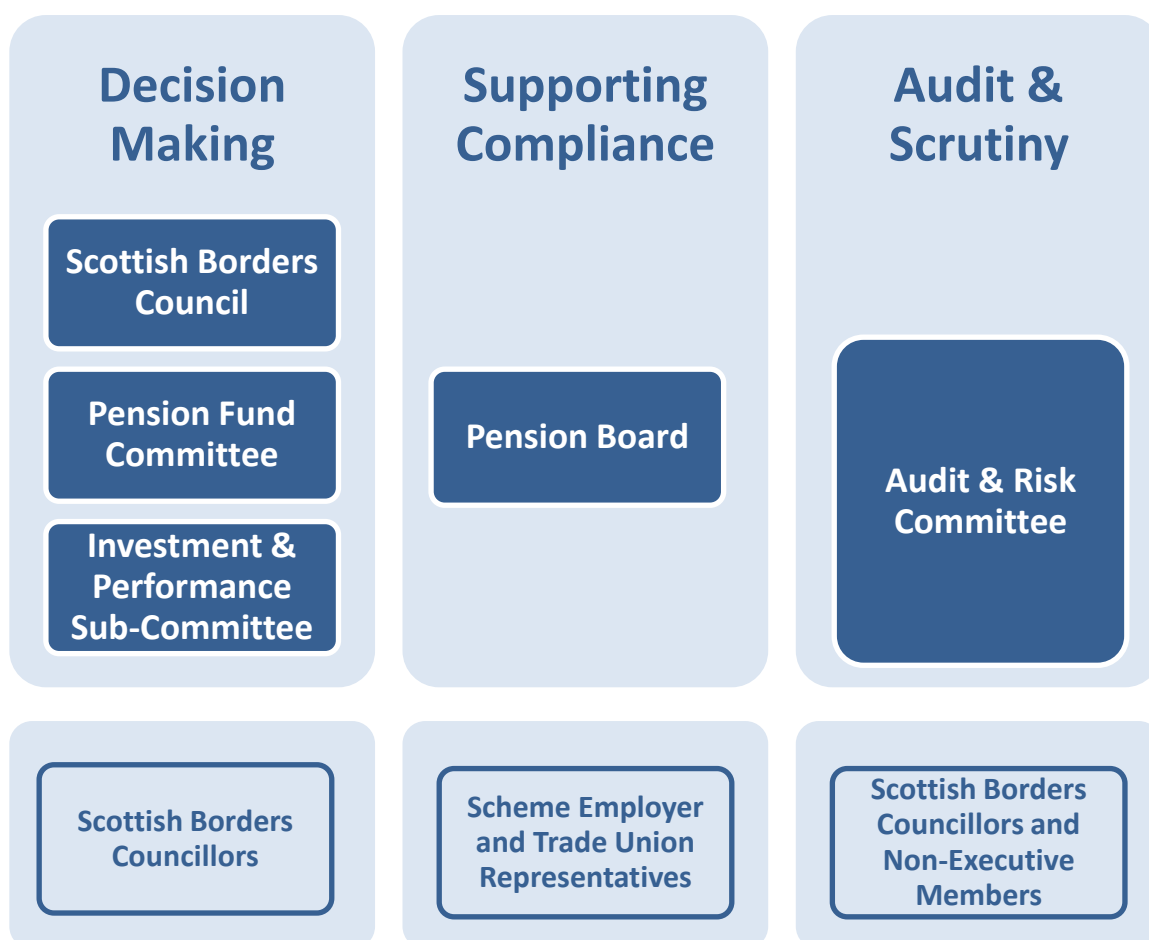 Decision
Making
Scottish Borders
Council
Pension Fund
Committee
Investment &
Performance
Sub-Committee
Scottish Borders
Councillors
Supporting
Compliance
Pension Board
Scheme Employer
and Trade Union
Representatives
Audit &
Scrutiny
Audit & Risk
Committee
Scottish Borders
Councillors and
Non-Executive
Members